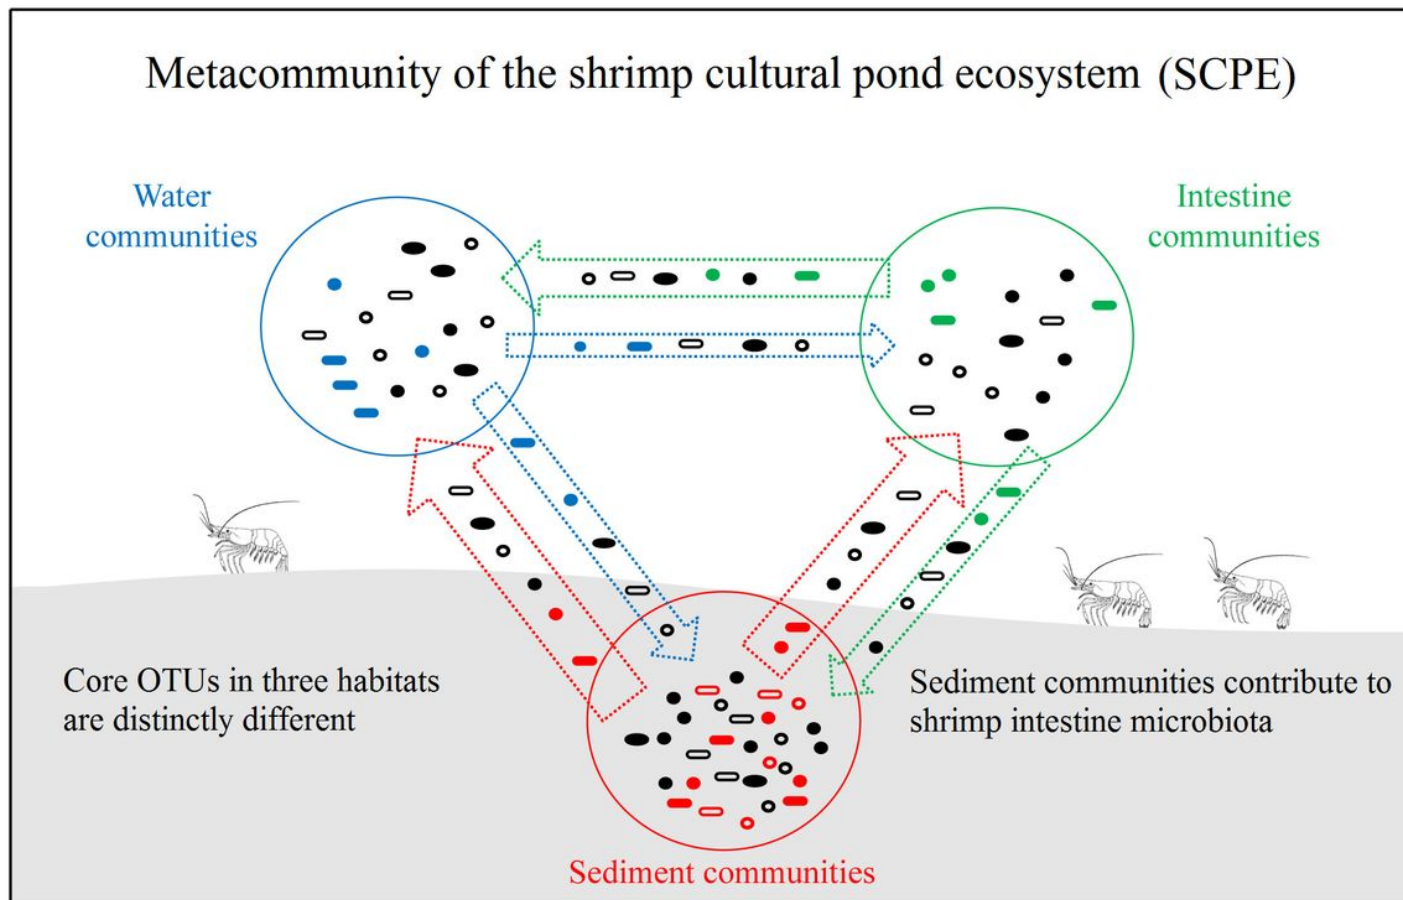 Metacommunity of the shrimp cultural pond ecosystem (SCPE)
Water
communities
Intestine
communities
Core OTUs in three habitats
are distinctly different
Sediment communities contribute to
shrimp intestine microbiota
Sediment communities